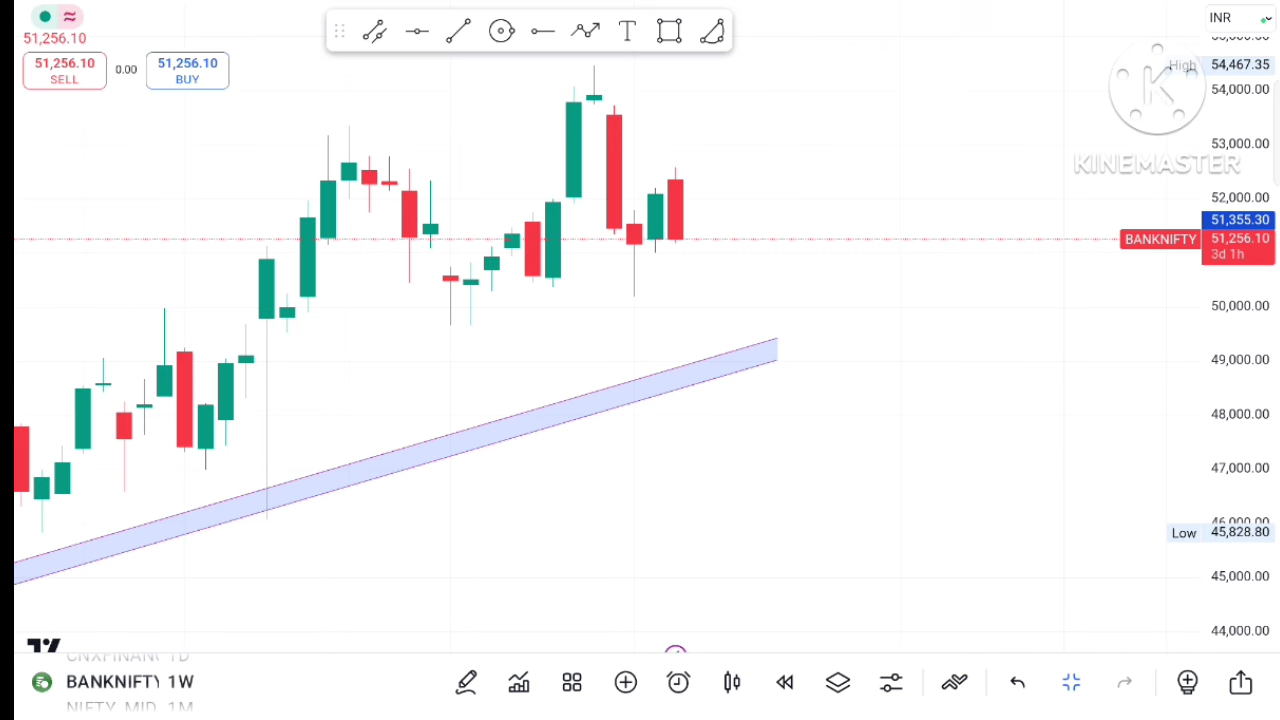 INR
51,256.10
51,256.10
SELL
0.00
51,256.10
BUY
High 54,467.35
54,000.00
K
53,000.00
KINEMASTER
52,000.00
51,355.30
BANKNIFTY 51,256.10
3d 1h
50,000.00
49,000.00
48,000.00
47,000.00
46,000.00
Low 45,828.80
45,000.00
44,000.00
BANKNIFTY 1W